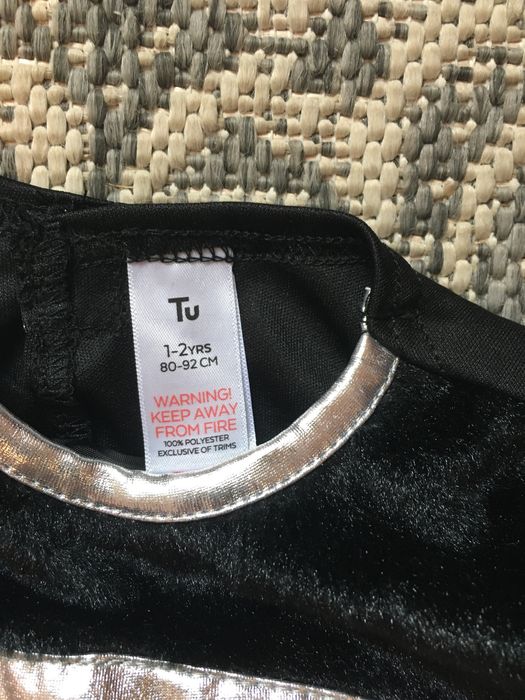 Tu
1-2YRS
80-92 CM
WARNING!
KEEP AWAY
FROM FIRE
100% POLYESTER
EXCLUSIVE OF TRIMS